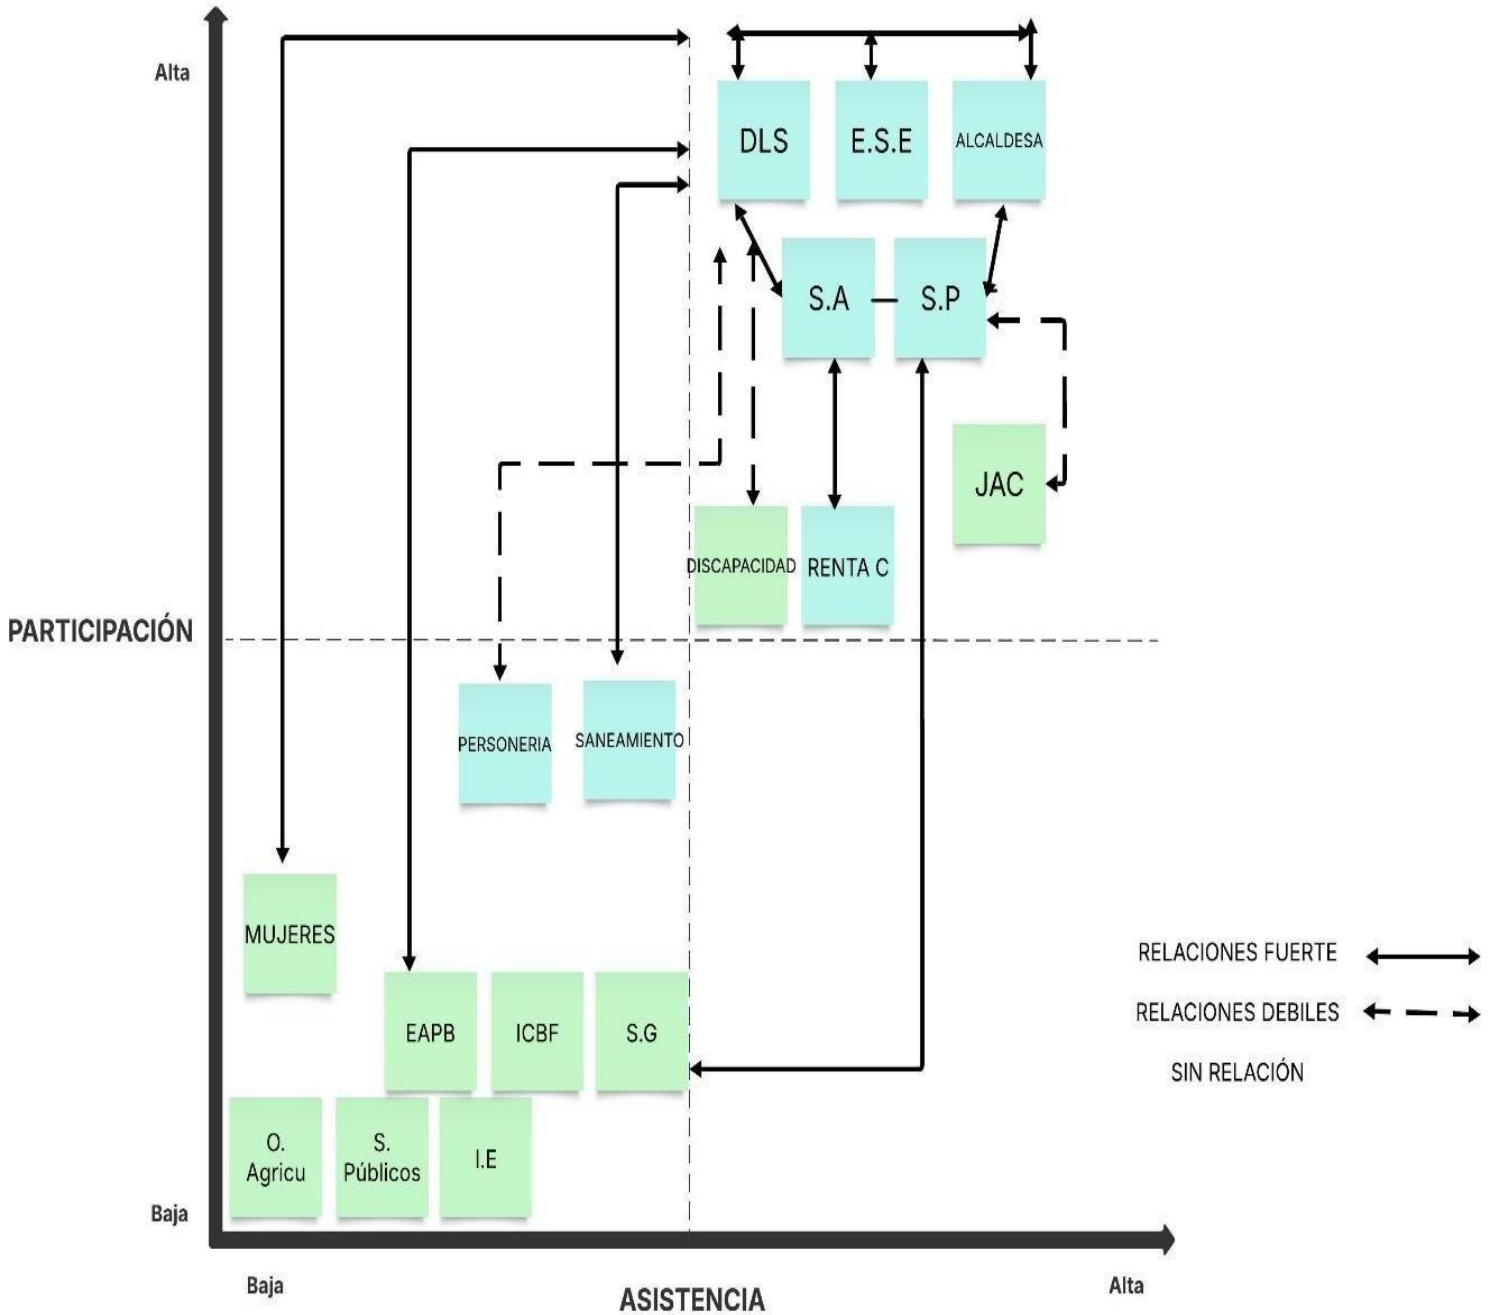 Alta
DLS
E.S.E
ALCALDESA
S.A
S.P
JAC
DISCAPACIDAD
RENTA C
PARTICIPACIÓN
PERSONERIA
SANEAMIENTO
MUJERES
RELACIONES FUERTE
RELACIONES DEBILES
SIN RELACIÓN
EAPB
ICBF
S.G
O.
Agricu
S.
Públicos
I.E
Baja
Baja
ASISTENCIA
Alta